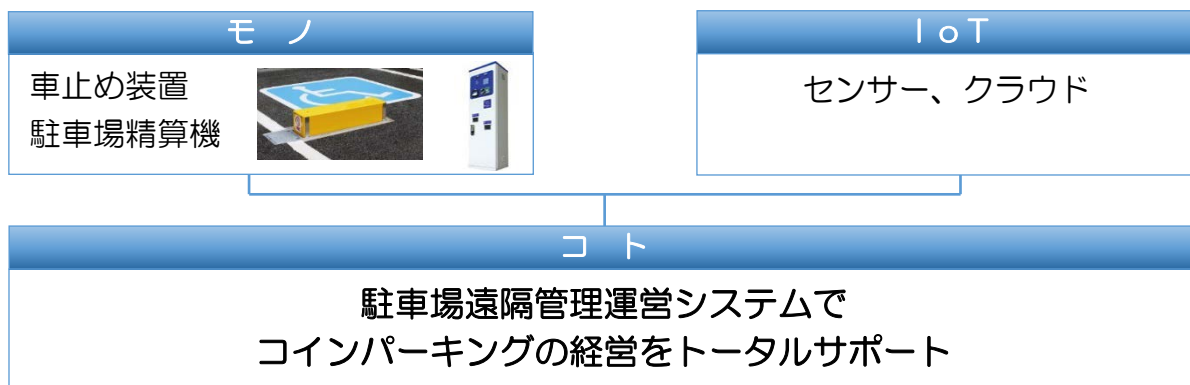 モノ
車止め装置
駐車場精算機
IoT
センサー、クラウド
コト
駐車場遠隔管理運営システムで
コインパーキングの経営をトータルサポート